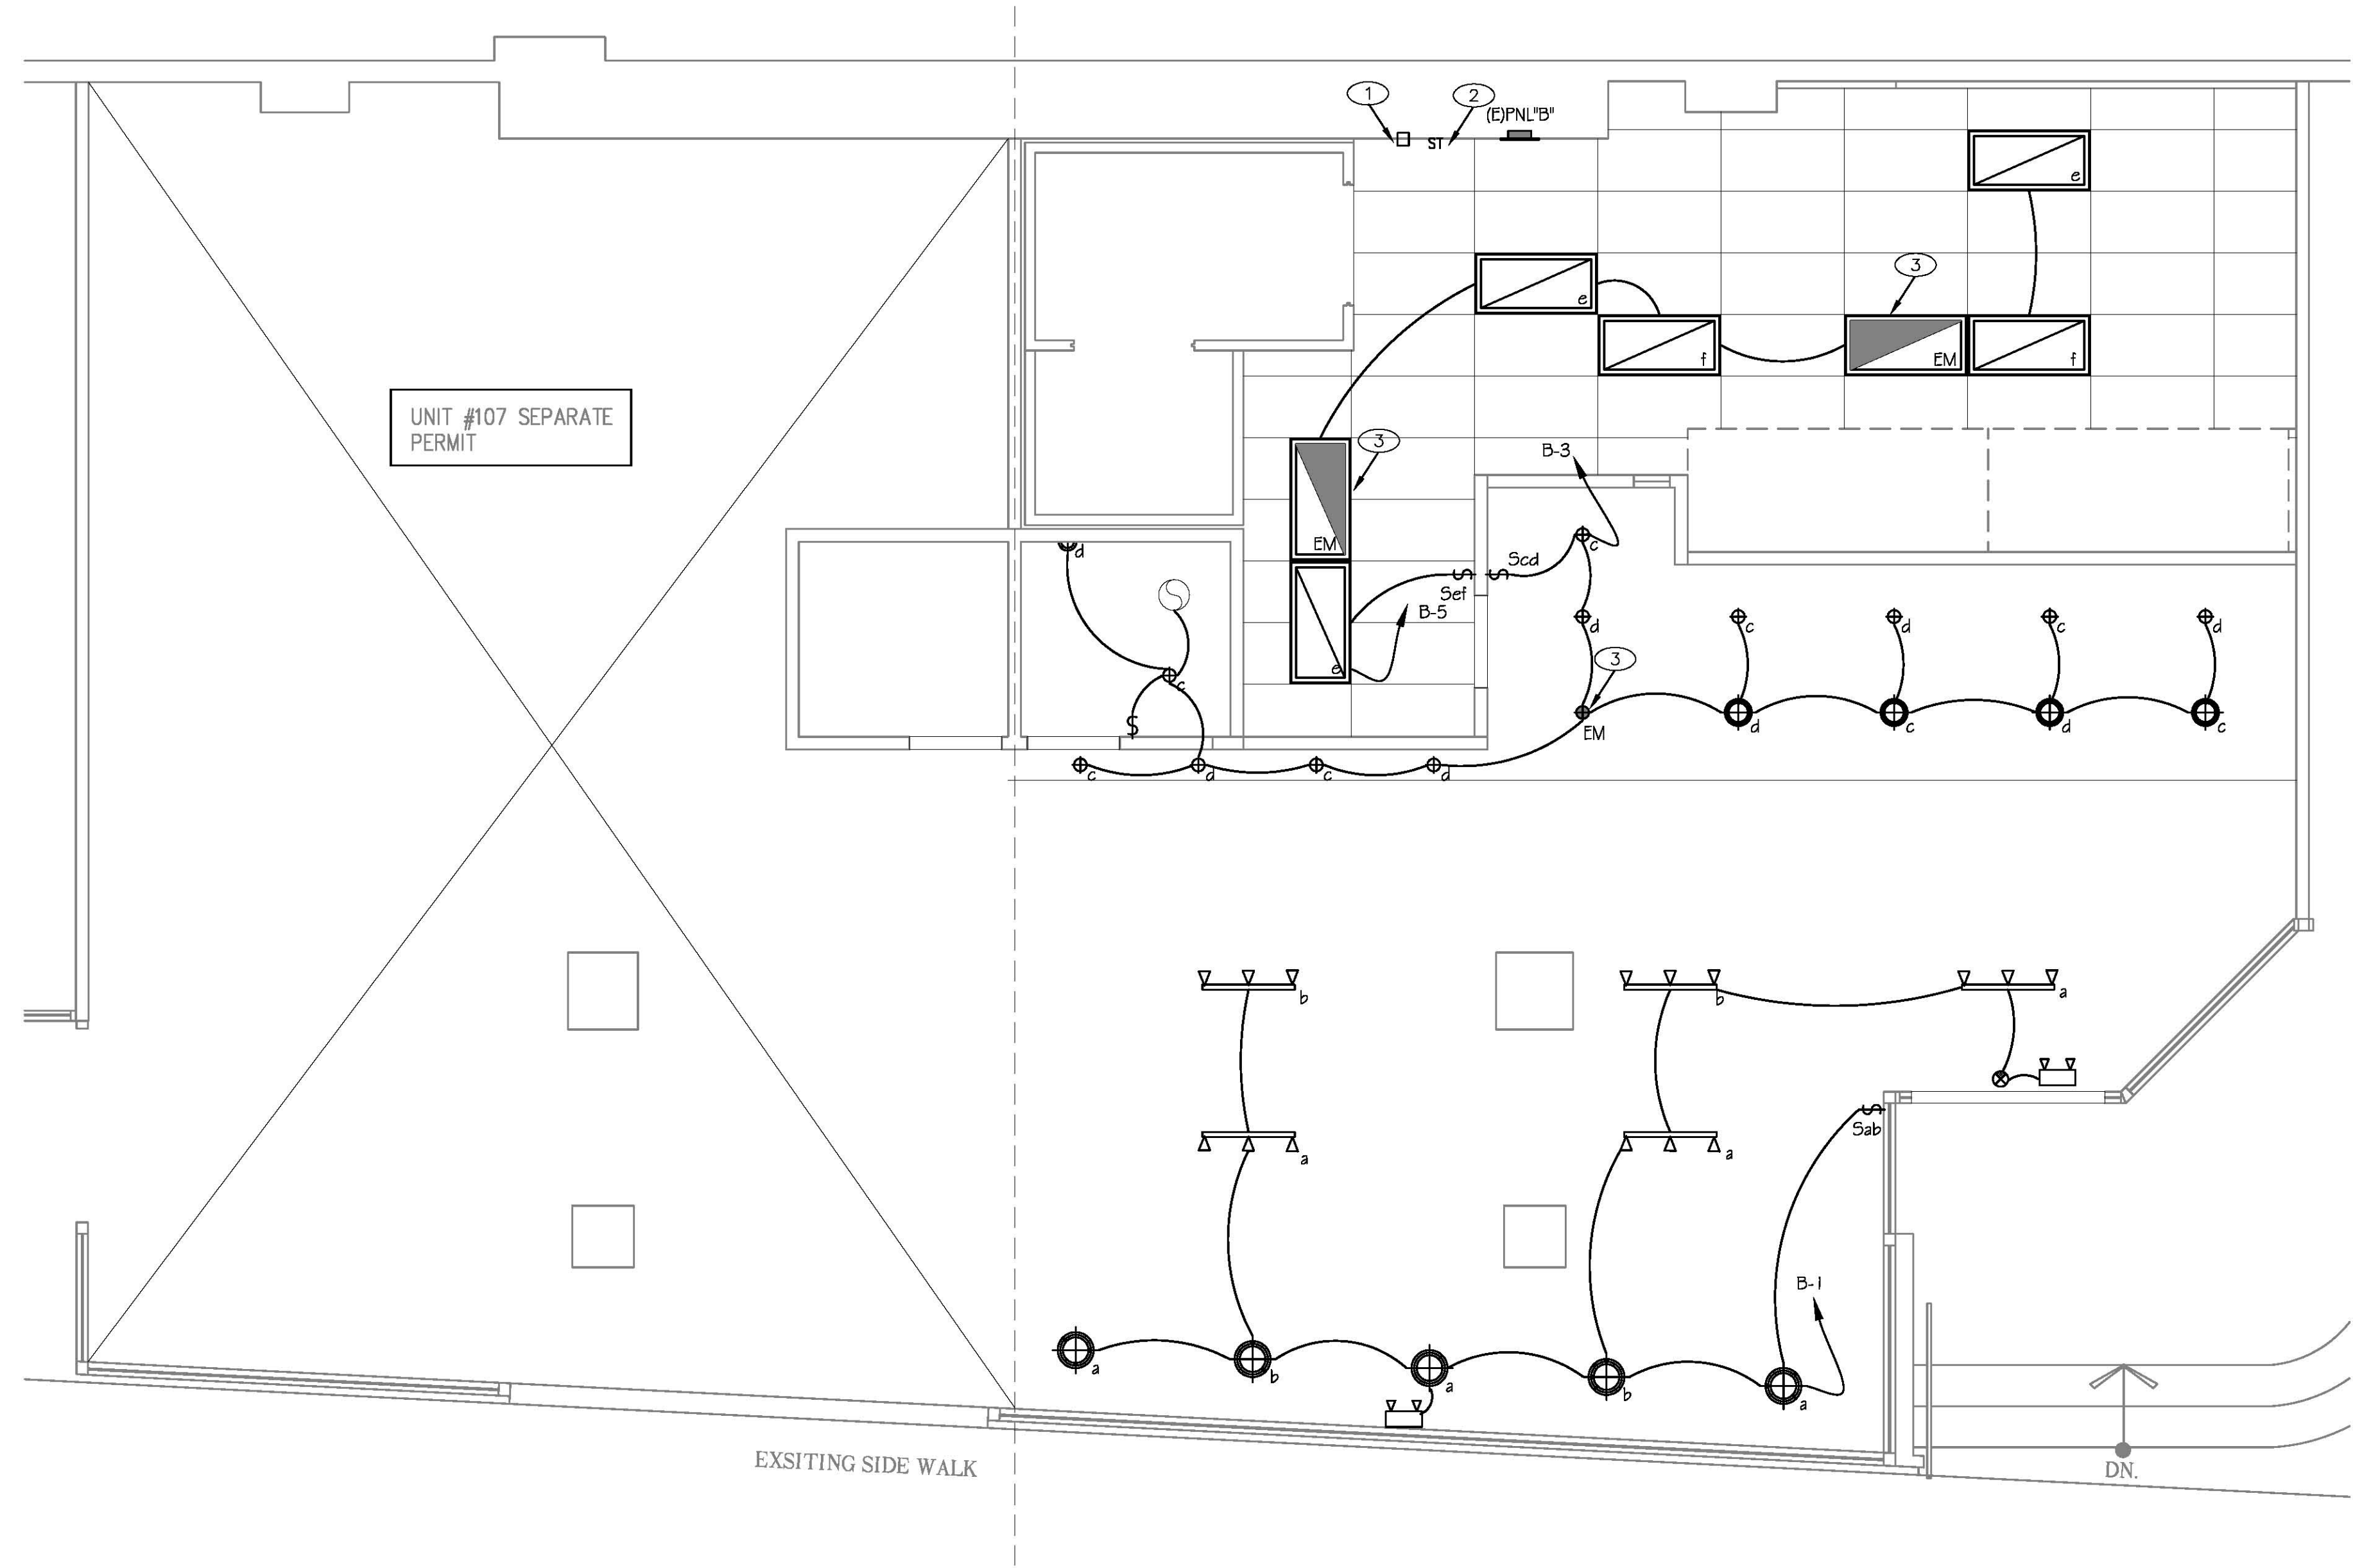 1
2
(E)PNL"B"
ST
e
3
e
f
EM
f
UNIT #107 SEPARATE
PERMIT
3
B-3
EM
c
d
Scd
Sef
B-5
d
c
d
c
d
3
e
c
$
EM
d
c
d
c
c
d
c
d
b
b
a
Sab
a
a
B-1
a
b
a
b
a
EXSITING SIDE WALK
DN.